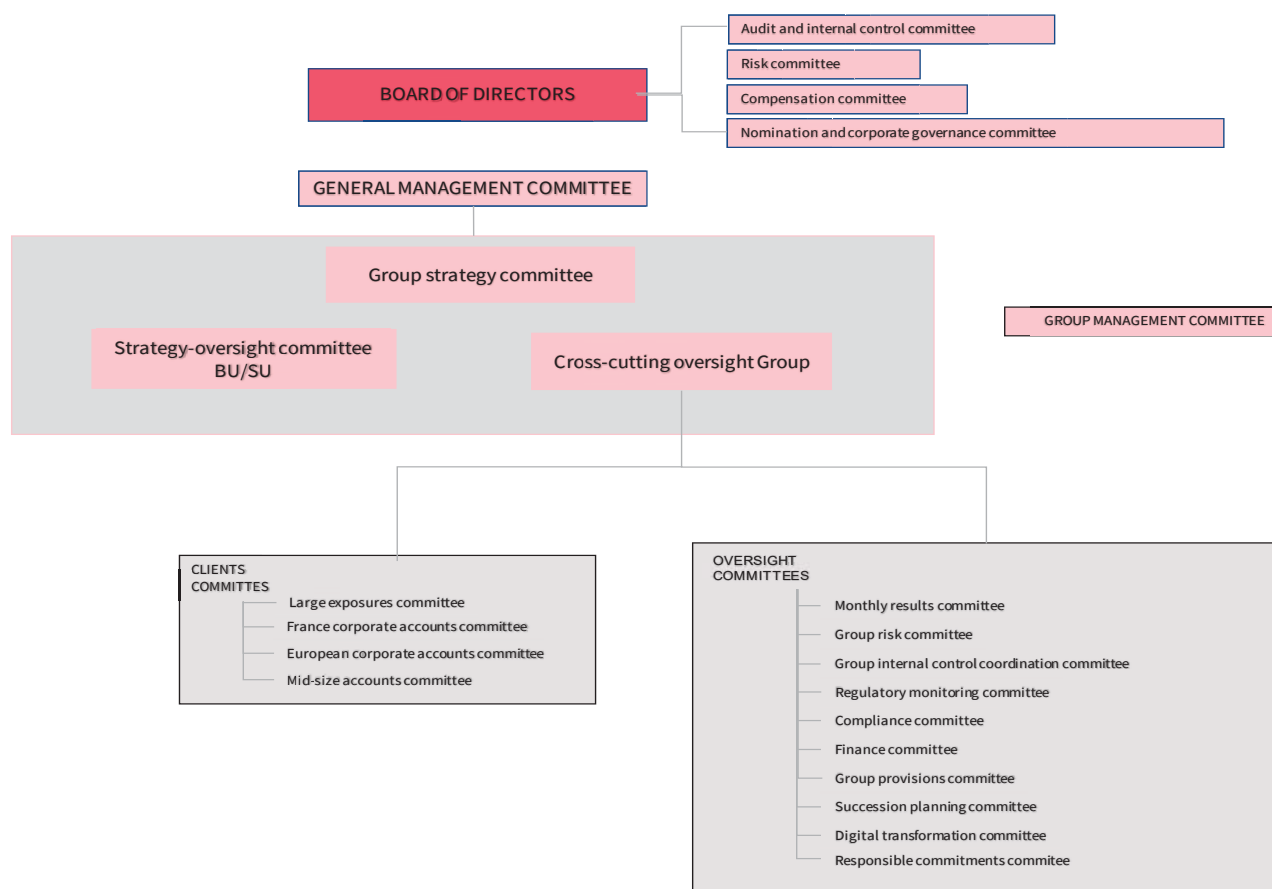 Audit and internal control committee
Risk committee
BOARD OF DIRECTORS
Compensation committee
Nomination and corporate governance committee
GENERAL MANAGEMENT COMMITTEE
Group strategy committee
GROUP MANAGEMENT COMMITTEE
Strategy-oversight committee
BU/SU
Cross-cutting oversight Group
CLIENTS
COMMITTES
Large exposures committee
France corporate accounts committee
European corporate accounts committee
Mid-size accounts committee
OVERSIGHT
COMMITTEES
Monthly results committee
Group risk committee
Group internal control coordination committee
Regulatory monitoring committee
Compliance committee
Finance committee
Group provisions committee
Succession planning committee
Digital transformation committee
Responsible commitments commitee